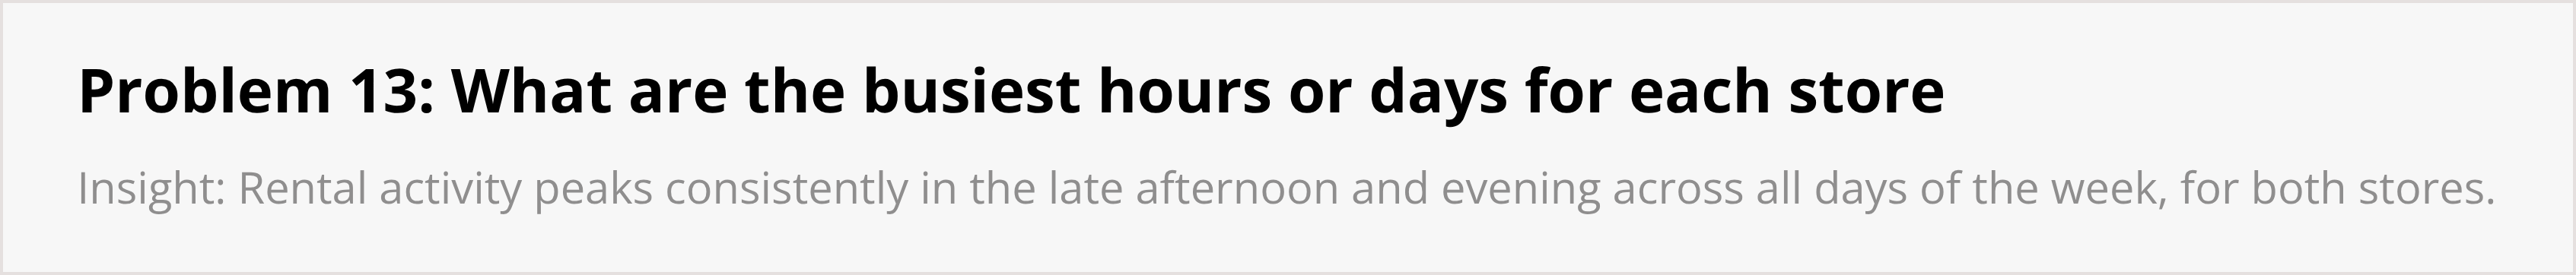 Problem 13: What are the busiest hours or days for each store
Insight: Rental activity peaks consistently in the late afternoon and evening across all days of the week, for both stores.